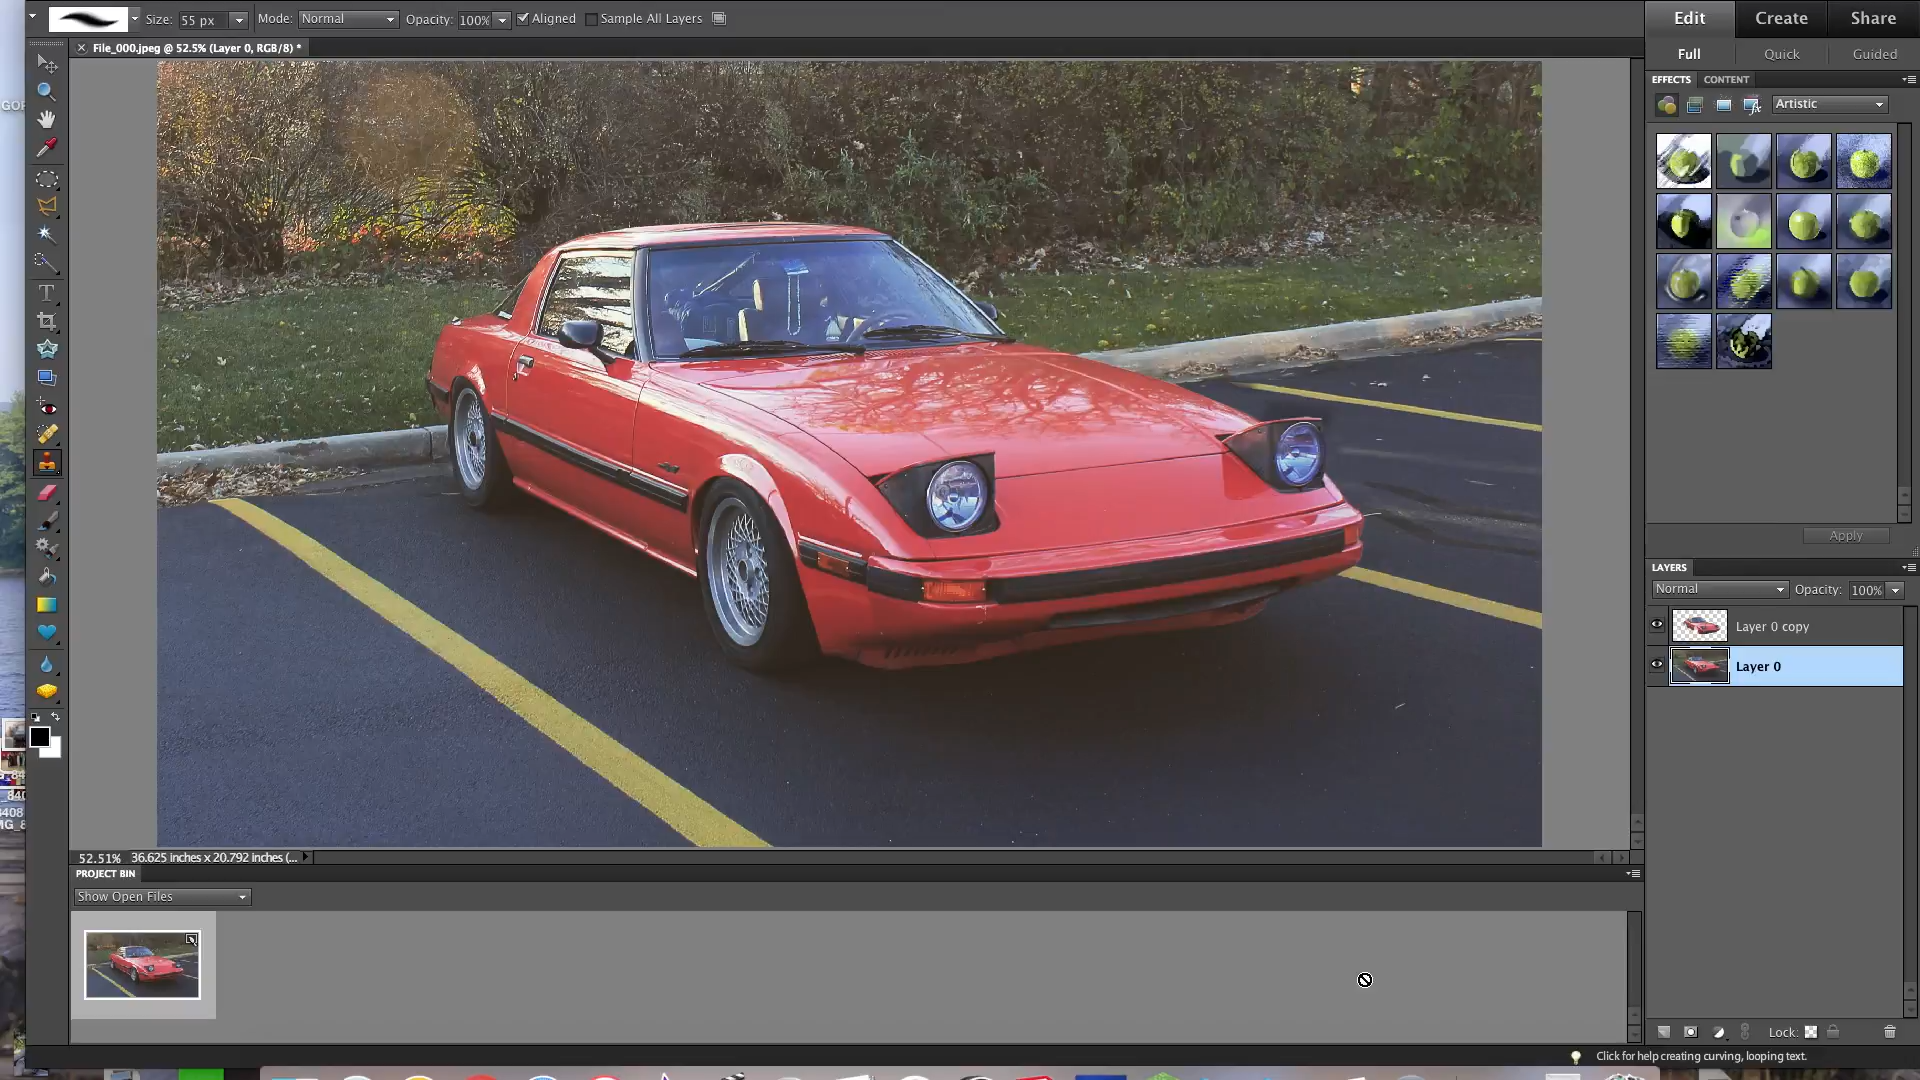 Size: 55 px Mode: Normal Opacity: 100% Aligned Sample All Layers
Edit Create Share
File_000.jpeg @ 52.5% (Layer 0, RGB/8) *
Full Quick Guided
EFFECTS CONTENT
Artistic
Apply
LAYERS
Normal Opacity: 100%
Layer 0 copy
Layer 0
52.51% 36.625 inches x 20.792 inches (...
PROJECT BIN
Show Open Files
Lock:
Click for help creating curving, looping text.